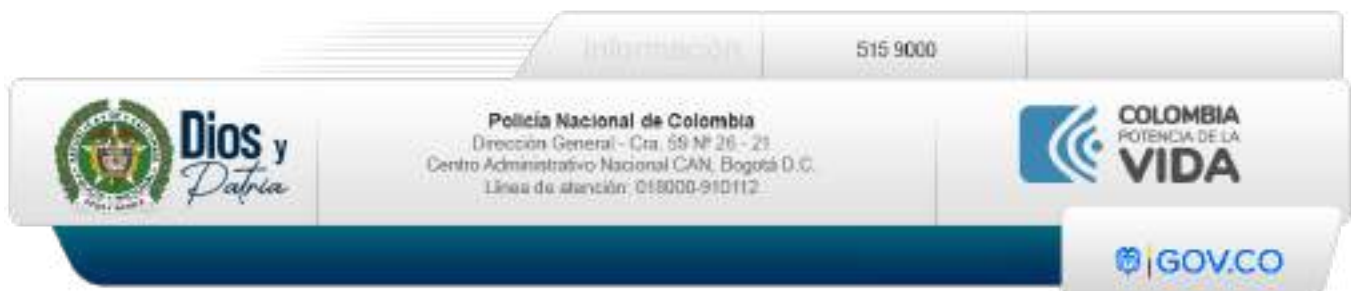 Información
515 9000
Dios y
Patria
Policía Nacional de Colombia
Dirección General - Cra. 59 Nº 26 - 21
Centro Administrativo Nacional CAN, Bogotá D.C.
Línea de atención: 018000-910112
COLOMBIA
POTENCIA DE LA
VIDA
GOV.CO